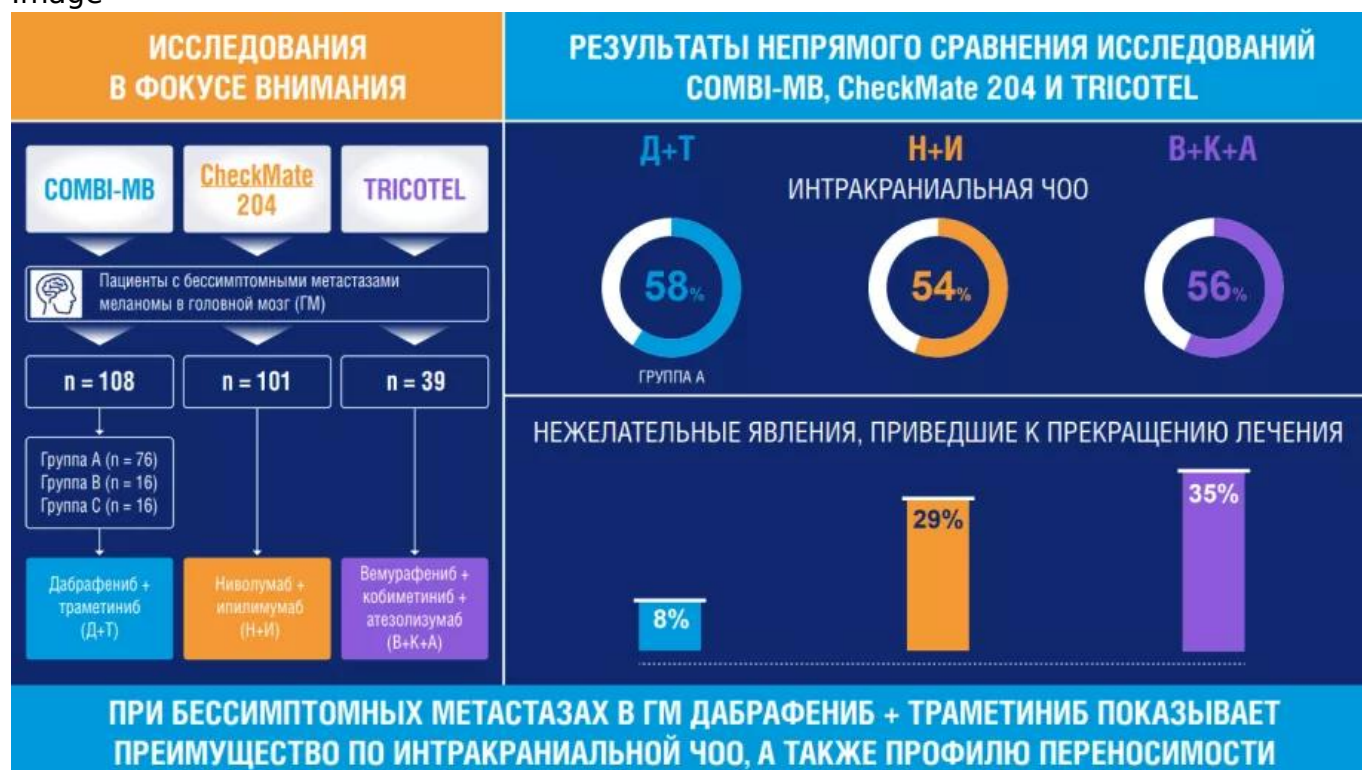 Image
ИССЛЕДОВАНИЯ
В ФОКУСЕ ВНИМАНИЯ
РЕЗУЛЬТАТЫ НЕПРЯМОГО СРАВНЕНИЯ ИССЛЕДОВАНИЙ
COMBI-MB, CheckMate 204 И TRICOTEL
COMBI-MB
CheckMate
204
TRICOTEL
Пациенты с бессимптомными метастазами
меланомы в головной мозг (ГМ)
n = 108
n = 101
n = 39
Группа A (n = 76)
Группа B (n = 16)
Группа C (n = 16)
Дабрафениб +
траметиниб
(Д+Т)
Ниволумаб +
ипилимумаб
(Н+И)
Вемурафениб +
кобиметиниб +
атезолизумаб
(В+К+А)
Д+Т
Н+И
В+К+А
ИНТРАКРАНИАЛЬНАЯ ЧОО
58%
54%
56%
ГРУППА А
НЕЖЕЛАТЕЛЬНЫЕ ЯВЛЕНИЯ, ПРИВЕДШИЕ К ПРЕКРАЩЕНИЮ ЛЕЧЕНИЯ
8%
29%
35%
ПРИ БЕССИМПТОМНЫХ МЕТАСТАЗАХ В ГМ ДАБРАФЕНИБ + ТРАМЕТИНИБ ПОКАЗЫВАЕТ
ПРЕИМУЩЕСТВО ПО ИНТРАКРАНИАЛЬНОЙ ЧОО, А ТАКЖЕ ПРОФИЛЮ ПЕРЕНОСИМОСТИ